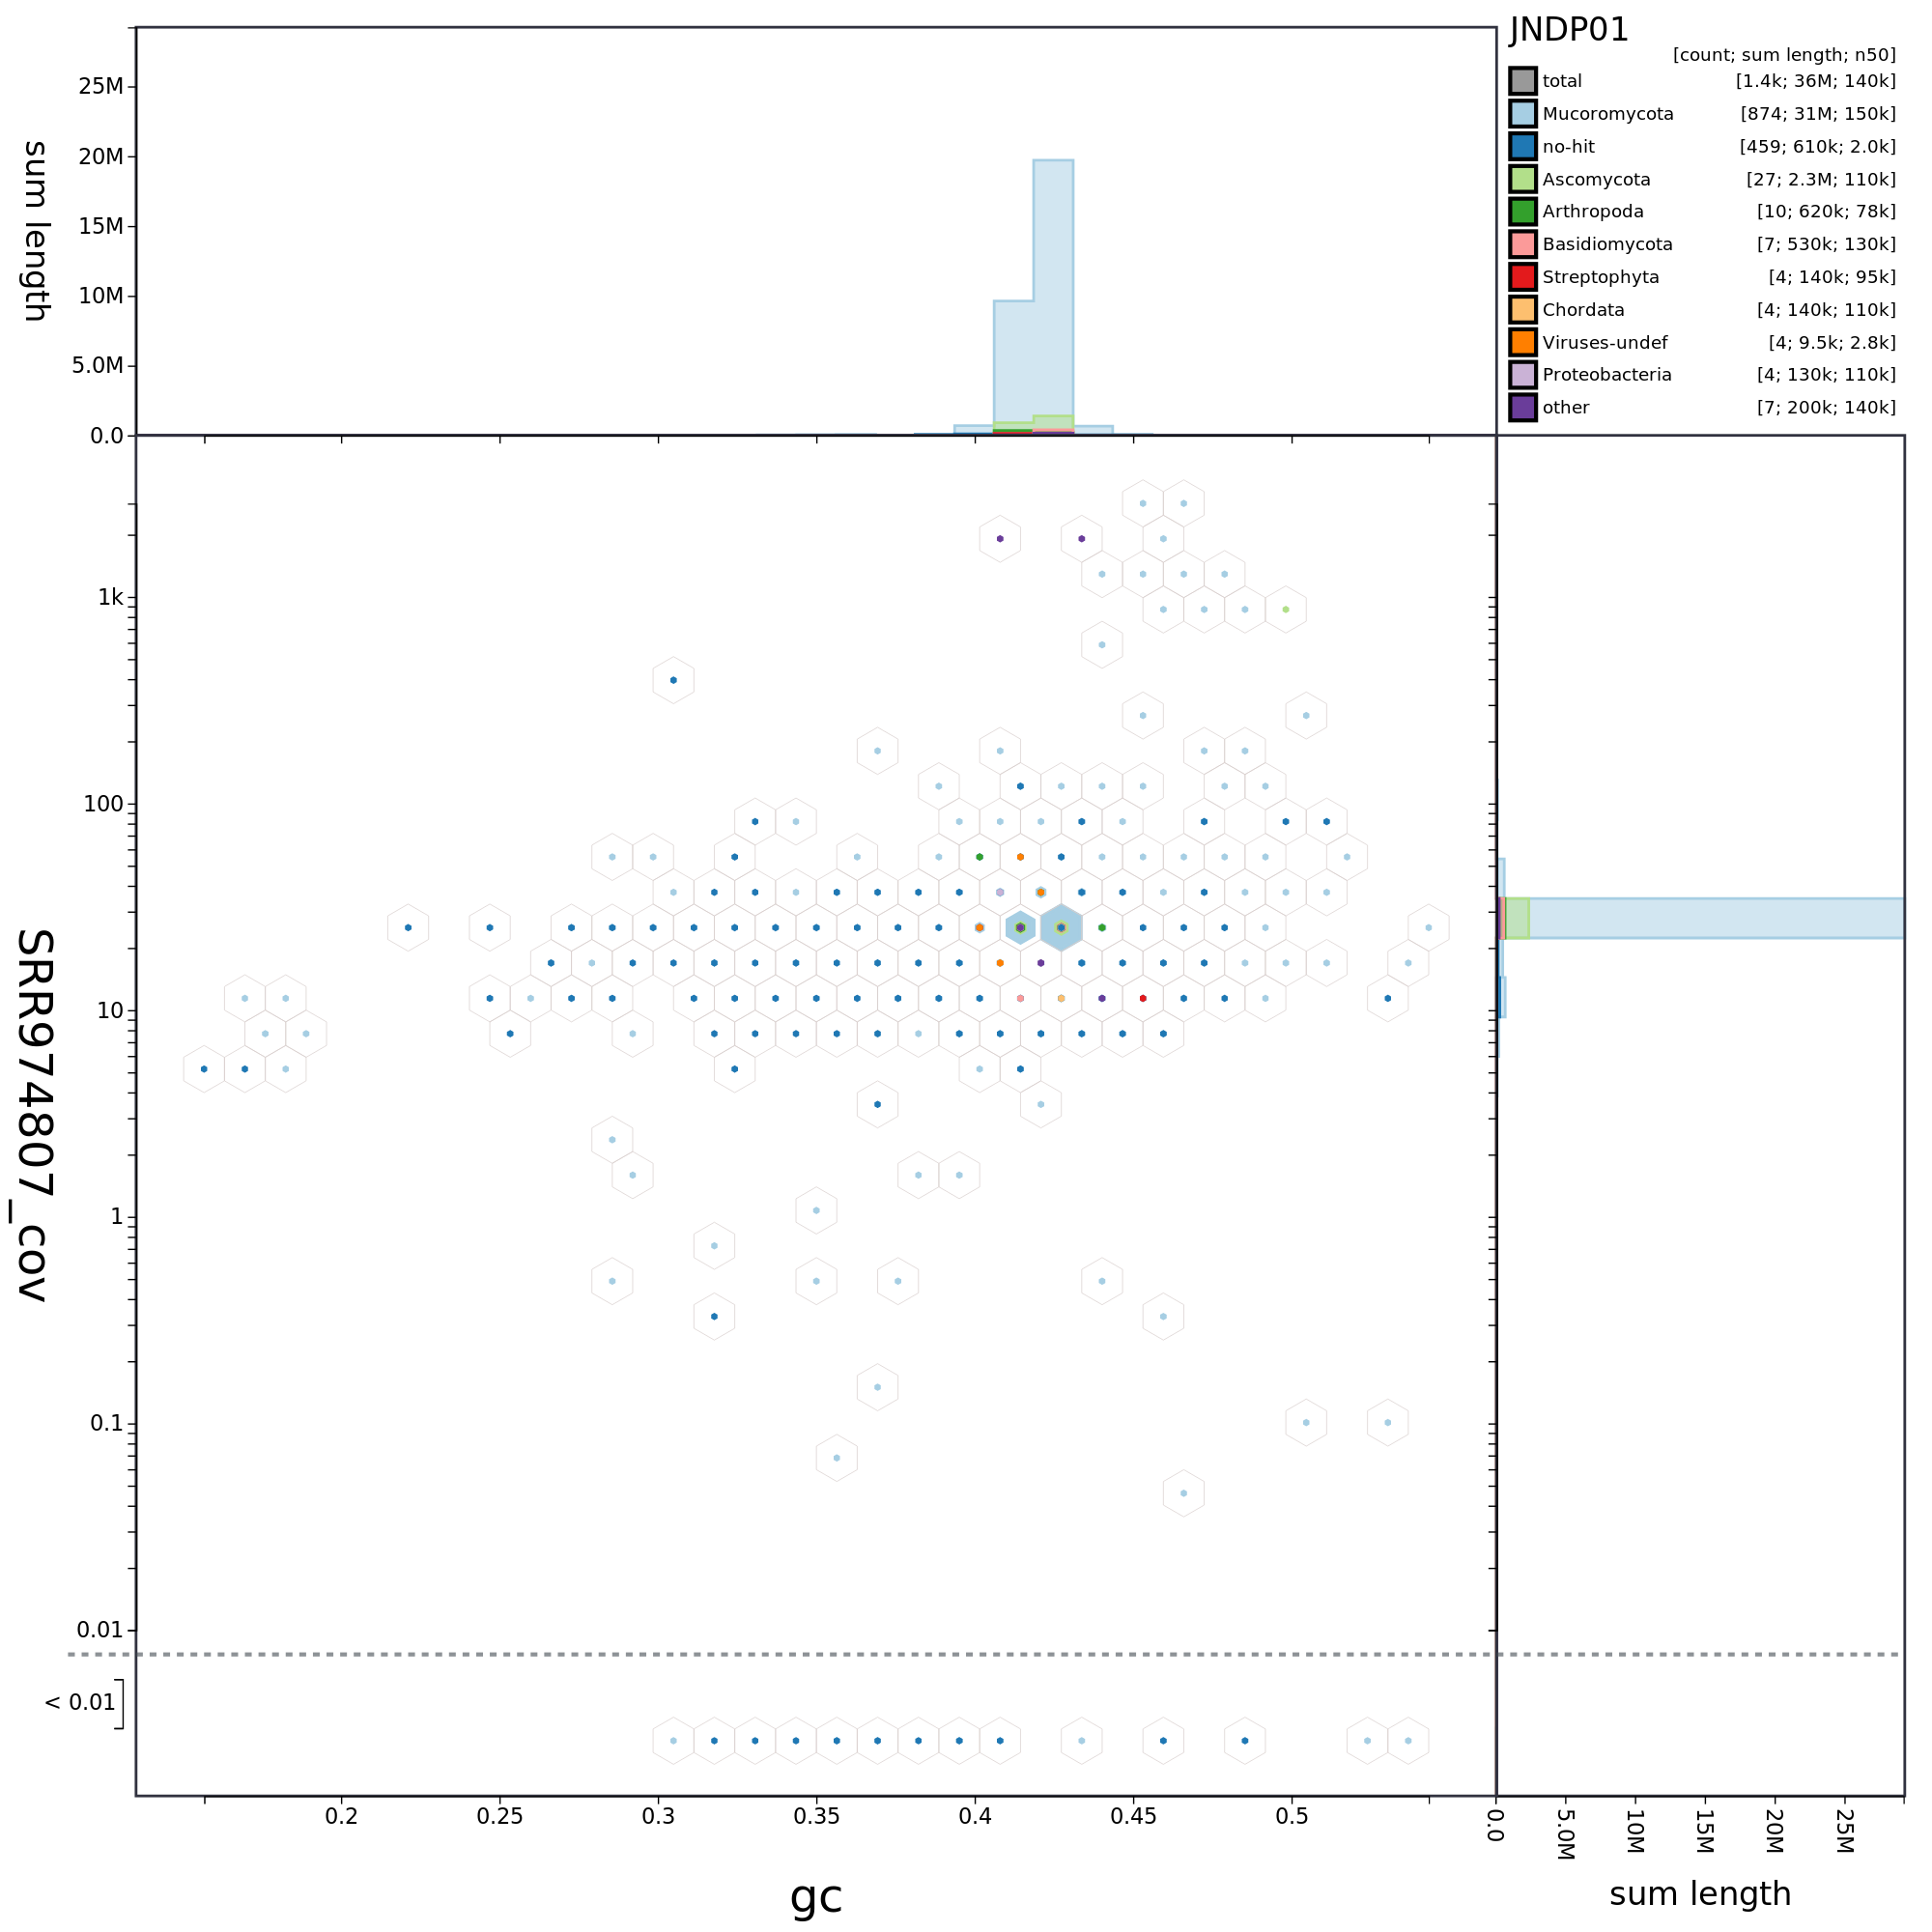 JNDP01
[count; sum length; n50]
total [1.4k; 36M; 140k]
Mucoromycota [874; 31M; 150k]
no-hit [459; 610k; 2.0k]
Ascomycota [27; 2.3M; 110k]
Arthropoda [10; 620k; 78k]
Basidiomycota [7; 530k; 130k]
Streptophyta [4; 140k; 95k]
Chordata [4; 140k; 110k]
Viruses-undef [4; 9.5k; 2.8k]
Proteobacteria [4; 130k; 110k]
other [7; 200k; 140k]
sum length
25M
20M
15M
10M
5.0M
0.0
SRR974807_cov
1k
100
10
1
0.1
0.01
< 0.01
0.2 0.25 0.3 0.35 0.4 0.45 0.5
gc
0.0 5.0M 10M 15M 20M 25M
sum length